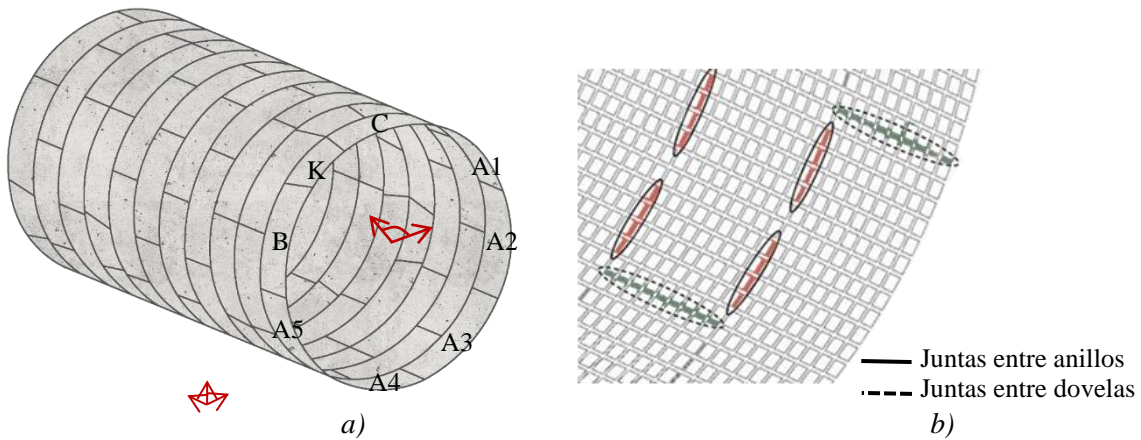 C
K
A1
B
A2
A5
A3
A4
a)
Juntas entre anillos
Juntas entre dovelas
b)